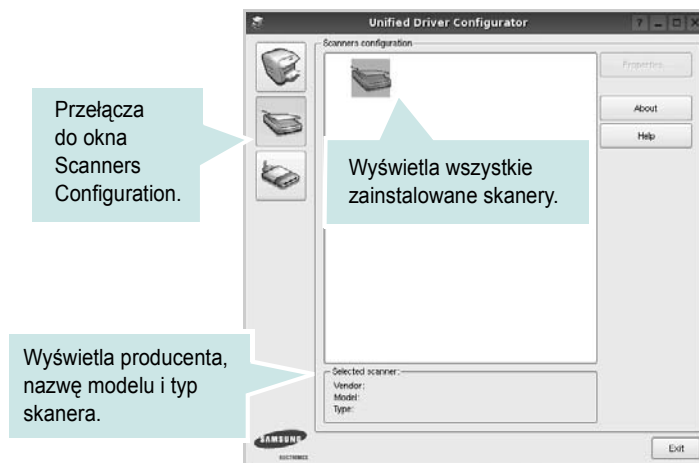 Unified Driver Configurator
Scanners configuration
Properties...
About
Help
Przełącza
do okna
Scanners
Configuration.
Wyświetla wszystkie
zainstalowane skanery.
Wyświetla producenta,
nazwę modelu i typ
skanera.
Selected scanner:
Vendor:
Model:
Type:
SAMSUNG
ELECTRONICS
Exit